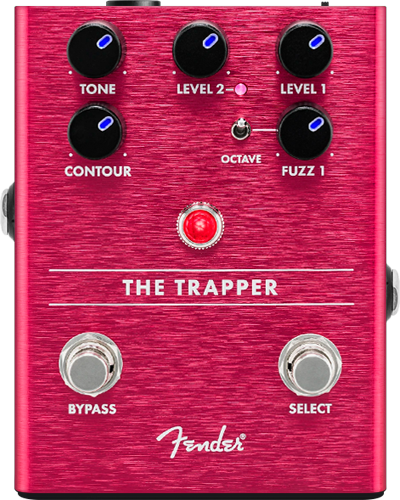 TONE
LEVEL 2
LEVEL 1
CONTOUR
OCTAVE
FUZZ 1
THE TRAPPER
BYPASS
SELECT
Fender®